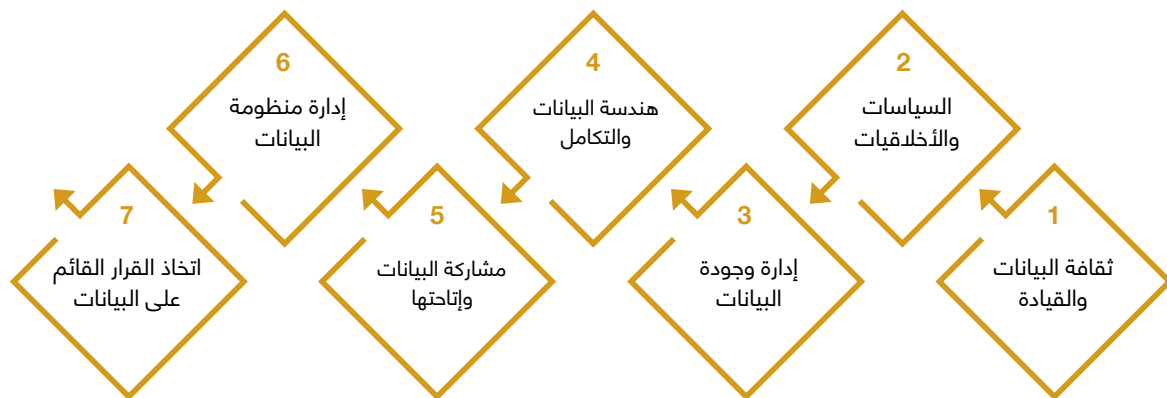 1
ثقافة البيانات
والقيادة
2
السياسات
والأخلاقيات
3
إدارة وجودة
البيانات
4
هندسة البيانات
والتكامل
5
مشاركة البيانات
وإتاحتها
6
إدارة منظومة
البيانات
7
اتخاذ القرار القائم
على البيانات